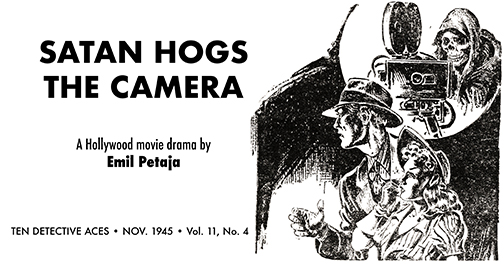 SATAN HOGS
THE CAMERA
A Hollywood movie drama by
Emil Petaja
TEN DETECTIVE ACES • NOV. 1945 • Vol. 11, No. 4